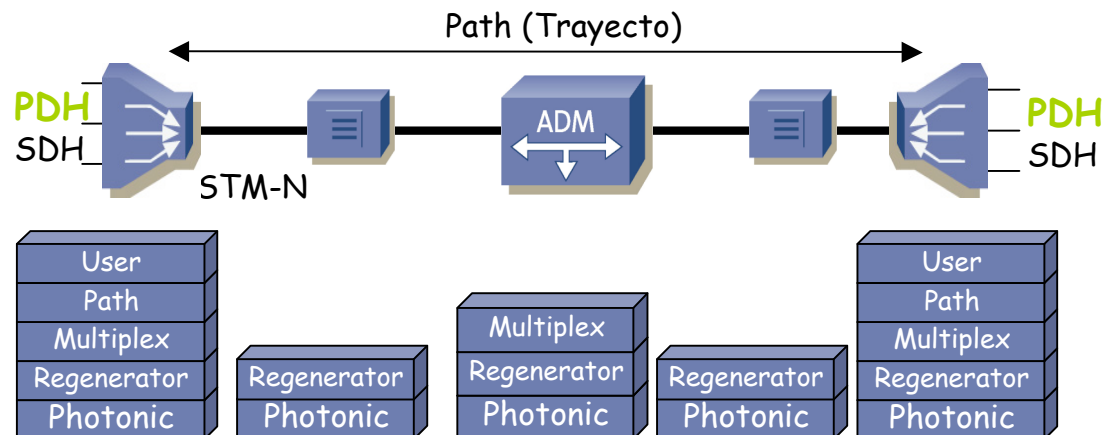 Path (Trayecto)
PDH
SDH
STM-N
ADM
PDH
SDH
User
Path
Multiplex
Regenerator
Photonic
Regenerator
Photonic
Multiplex
Regenerator
Photonic
Regenerator
Photonic
User
Path
Multiplex
Regenerator
Photonic